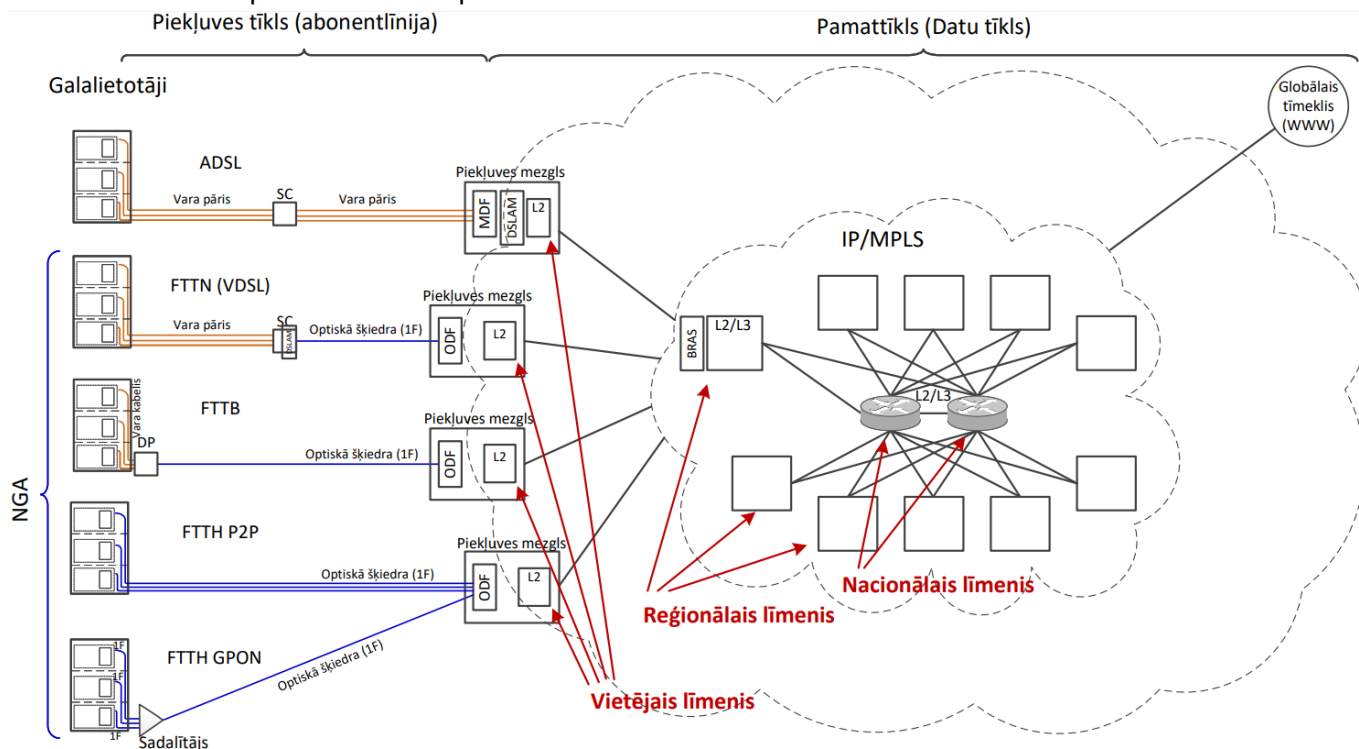 Piekļuves tīkls (abonentlīnija)
Pamattīkls (Datu tīkls)
Galalietotāji
Globālais
tīmeklis
(WWW)
ADSL
Vara pāris
SC
Vara pāris
Piekļuves mezgls
MDF
DSLAM
L2
IP/MPLS
NGA
FTTN (VDSL)
Vara pāris
SC
DSLAM
Optiskā šķiedra (1F)
Piekļuves mezgls
ODF
L2
BRAS
L2/L3
L2/L3
FTTB
Vara kabelis
DP
Optiskā šķiedra (1F)
Piekļuves mezgls
ODF
L2
FTTH P2P
Optiskā šķiedra (1F)
Piekļuves mezgls
ODF
L2
Nacionālais līmenis
Reģionālais līmenis
Vietējais līmenis
FTTH GPON
1F
1F
1F
Optiskā šķiedra (1F)
Sadalītājs